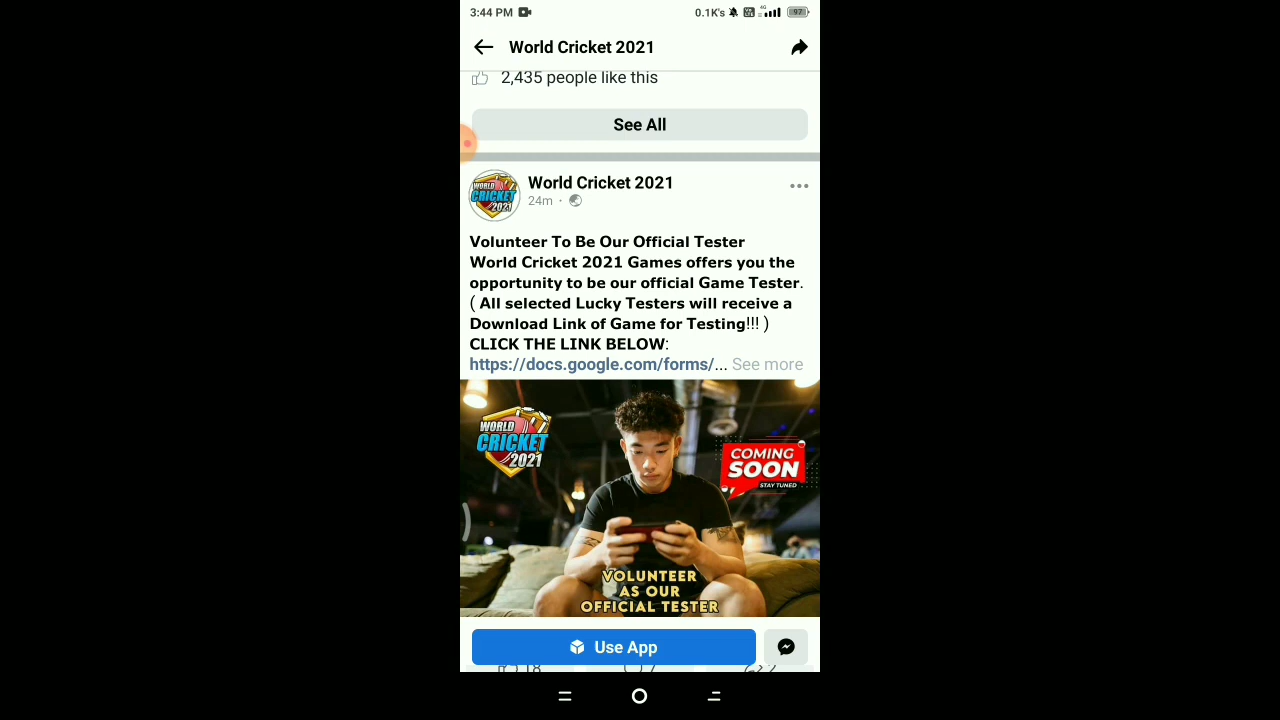 3:44 PM 0.1K's 4G 97
World Cricket 2021
2,435 people like this
See All
World Cricket 2021
24m ·
Volunteer To Be Our Official Tester
World Cricket 2021 Games offers you the
opportunity to be our official Game Tester.
( All selected Lucky Testers will receive a
Download Link of Game for Testing!!! )
CLICK THE LINK BELOW:
https://docs.google.com/forms/... See more
WORLD
CRICKET
2021
COMING
SOON
STAY TUNED
VOLUNTEER
AS OUR
OFFICIAL TESTER
Use App